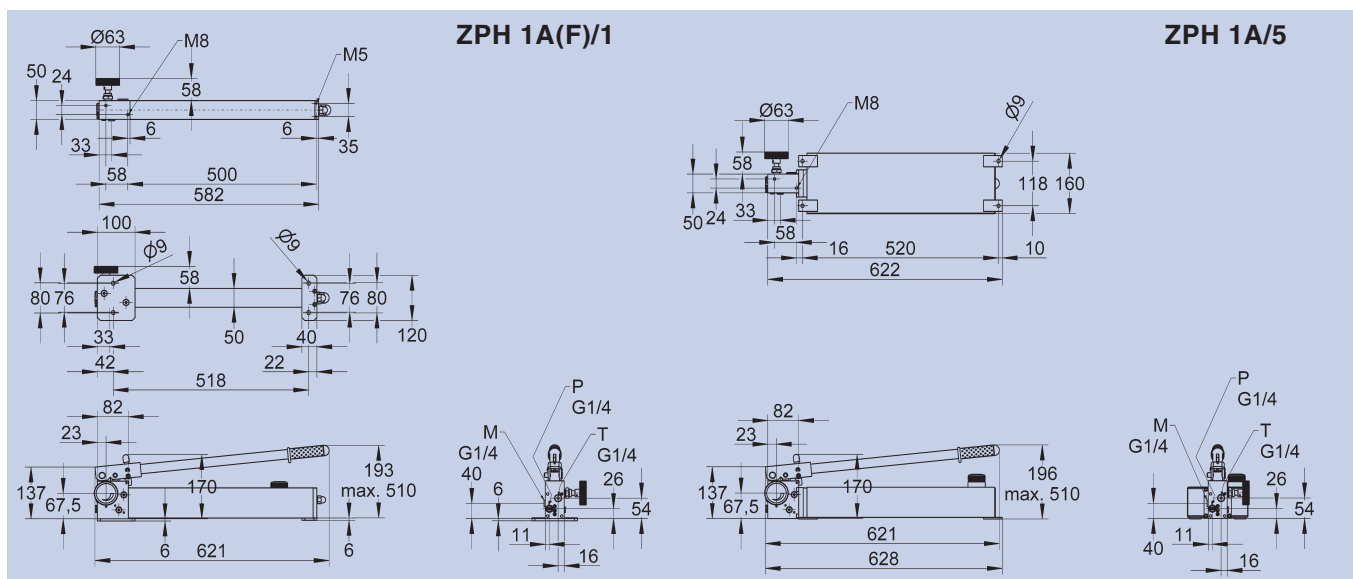 ZPH 1A(F)/1
Ø63
M8
M5
50
24
58
6
6
35
33
58
500
582
100
Ø9
Ø9
58
80
76
76
80
33
50
40
120
42
22
518
82
23
137
67,5
170
193
max. 510
6
621
6
P
G1/4
M
G1/4
T
G1/4
40
6
26
54
11
16
ZPH 1A/5
M8
Ø9
Ø63
58
118
160
50
24
33
58
16
520
10
622
82
23
137
67,5
170
196
max. 510
621
628
P
G1/4
M
G1/4
T
G1/4
26
54
40
11
16